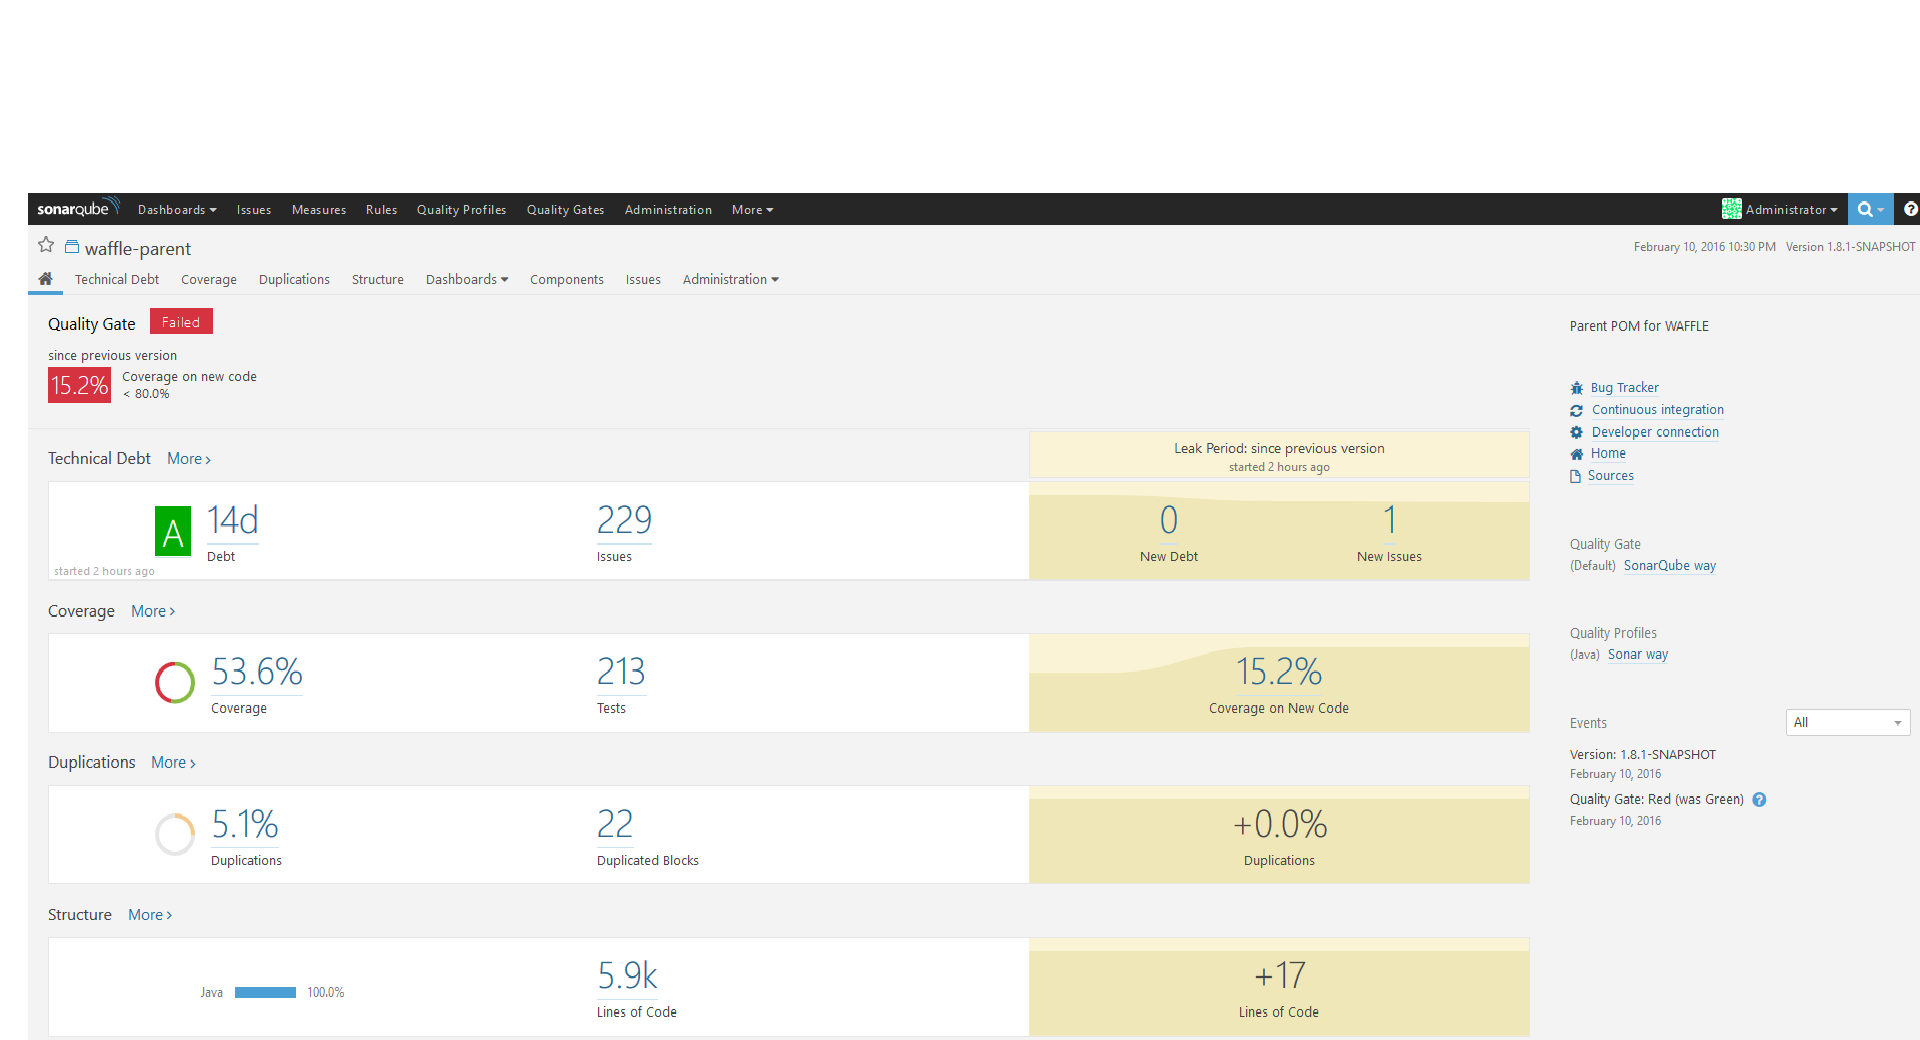 sonarqube Dashboards Issues Measures Rules Quality Profiles Quality Gates Administration More Administrator ?
waffle-parent February 10, 2016 10:30 PM Version 1.8.1-SNAPSHOT
Technical Debt Coverage Duplications Structure Dashboards Components Issues Administration
Quality Gate Failed
since previous version
15.2% Coverage on new code
< 80.0%
Technical Debt More ›
Leak Period: since previous version
started 2 hours ago
A 14d 229 0 1
Debt Issues New Debt New Issues
started 2 hours ago
Coverage More ›
53.6% 213 15.2%
Coverage Tests Coverage on New Code
Duplications More ›
5.1% 22 +0.0%
Duplications Duplicated Blocks Duplications
Structure More ›
Java 100.0%
5.9k +17
Lines of Code Lines of Code
Parent POM for WAFFLE
Bug Tracker
Continuous integration
Developer connection
Home
Sources
Quality Gate
(Default) SonarQube way
Quality Profiles
(Java) Sonar way
Events All
Version: 1.8.1-SNAPSHOT
February 10, 2016
Quality Gate: Red (was Green) ?
February 10, 2016